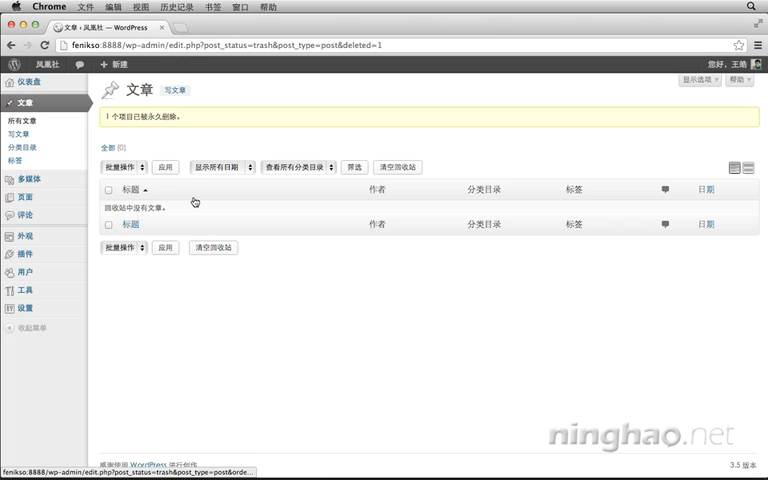 Chrome 文件 编辑 视图 历史记录 书签 窗口 帮助
文章 ‹ 凤凰社 — WordPress
fenikso:8888/wp-admin/edit.php?post_status=trash&post_type=post&deleted=1
凤凰社 新建 您好，王皓
仪表盘
文章
所有文章
写文章
分类目录
标签
多媒体
页面
评论
外观
插件
用户
工具
设置
收起菜单
显示选项 帮助
文章 写文章
1 个项目已被永久删除。
全部 (0)
批量操作 应用 显示所有日期 查看所有分类目录 筛选 清空回收站
标题 作者 分类目录 标签 日期
回收站中没有文章。
标题 作者 分类目录 标签 日期
批量操作 应用 清空回收站
ninghao.net
感谢使用 WordPress 进行创作 3.5 版本
fenikso:8888/wp-admin/edit.php?post_status=trash&post_type=post&orde...